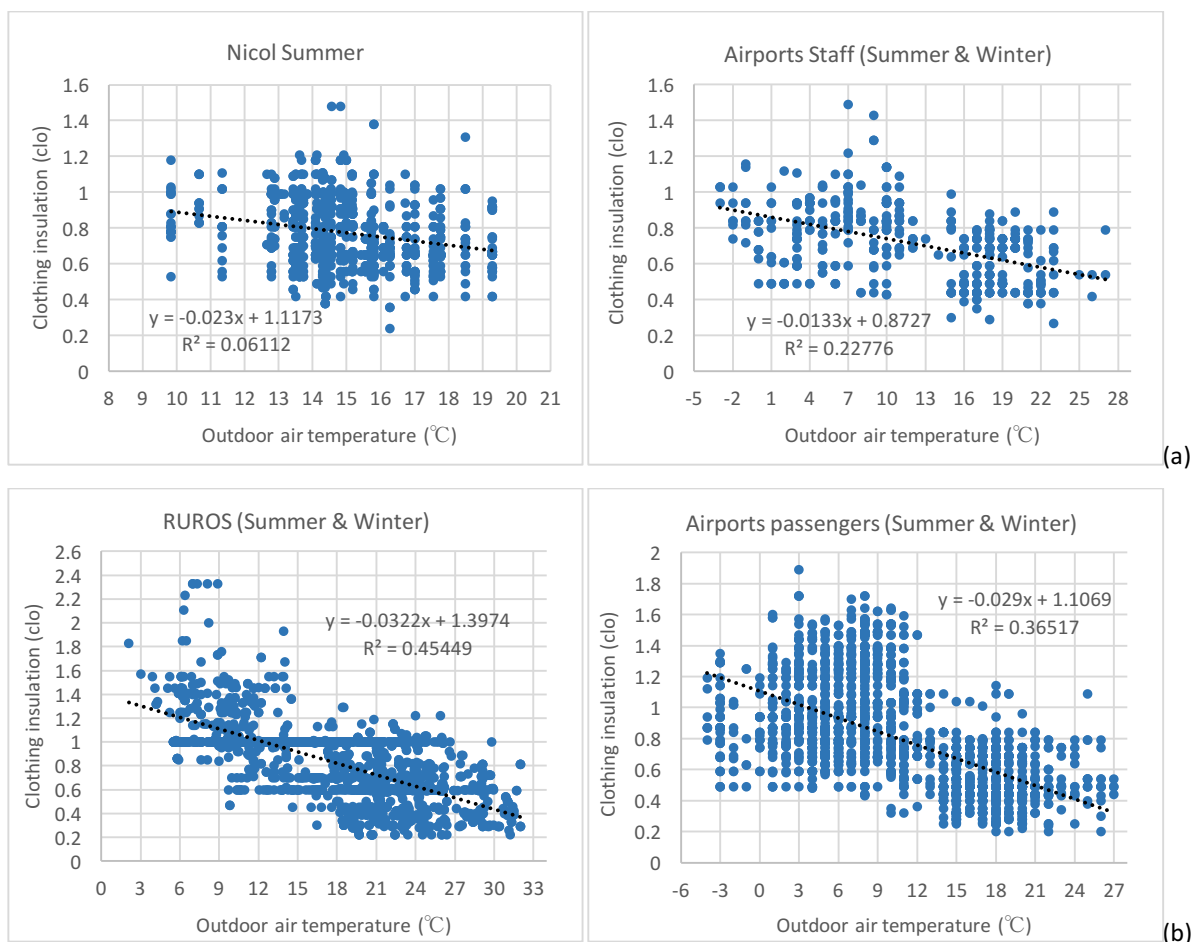 Nicol Summer
Clothing insulation (clo)
1.6
1.4
1.2
1
0.8
0.6
0.4
0.2
0
y = -0.023x + 1.1173
R² = 0.06112
8 9 10 11 12 13 14 15 16 17 18 19 20 21
Outdoor air temperature (℃)
Airports Staff (Summer & Winter)
Clothing insulation (clo)
1.6
1.4
1.2
1
0.8
0.6
0.4
0.2
0
y = -0.0133x + 0.8727
R² = 0.22776
-5 -2 1 4 7 10 13 16 19 22 25 28
Outdoor air temperature (℃)
(a)
RUROS (Summer & Winter)
Clothing insulation (clo)
2.6
2.4
2.2
2
1.8
1.6
1.4
1.2
1
0.8
0.6
0.4
0.2
0
y = -0.0322x + 1.3974
R² = 0.45449
0 3 6 9 12 15 18 21 24 27 30 33
Outdoor air temperature (℃)
Airports passengers (Summer & Winter)
Clothing insulation (clo)
2
1.8
1.6
1.4
1.2
1
0.8
0.6
0.4
0.2
0
y = -0.029x + 1.1069
R² = 0.36517
-6 -3 0 3 6 9 12 15 18 21 24 27
Outdoor air temperature (℃)
(b)